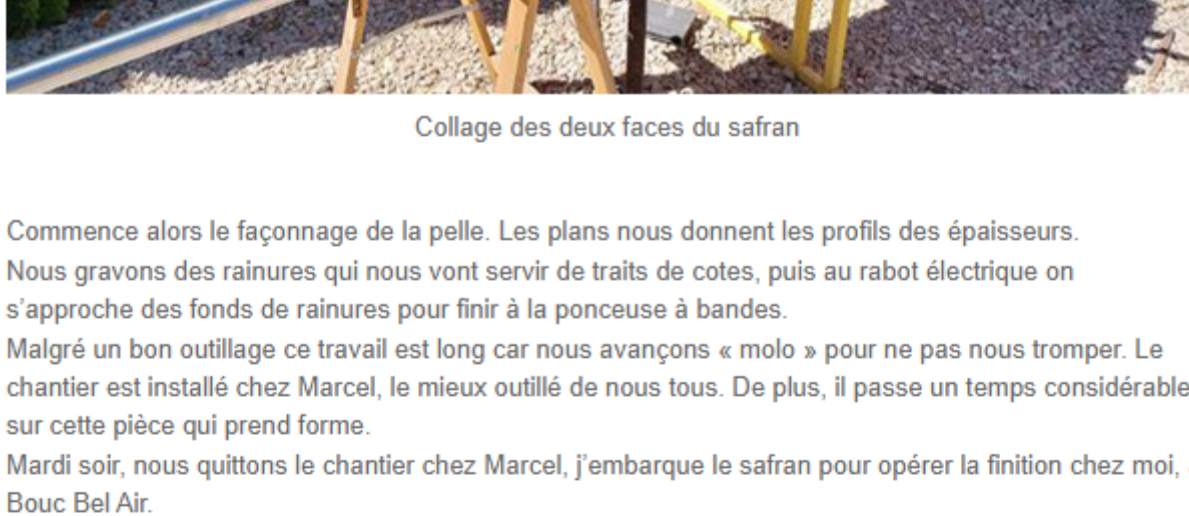 Collage des deux faces du safran
Commence alors le façonnage de la pelle. Les plans nous donnent les profils des épaisseurs.
Nous gravons des rainures qui nous vont servir de traits de cotes, puis au rabot électrique on
s’approche des fonds de rainures pour finir à la ponceuse à bandes.
Malgré un bon outillage ce travail est long car nous avançons « molo » pour ne pas nous tromper. Le
chantier est installé chez Marcel, le mieux outillé de nous tous. De plus, il passe un temps considérable
sur cette pièce qui prend forme.
Mardi soir, nous quittons le chantier chez Marcel, j’embarque le safran pour opérer la finition chez moi,
Bouc Bel Air.